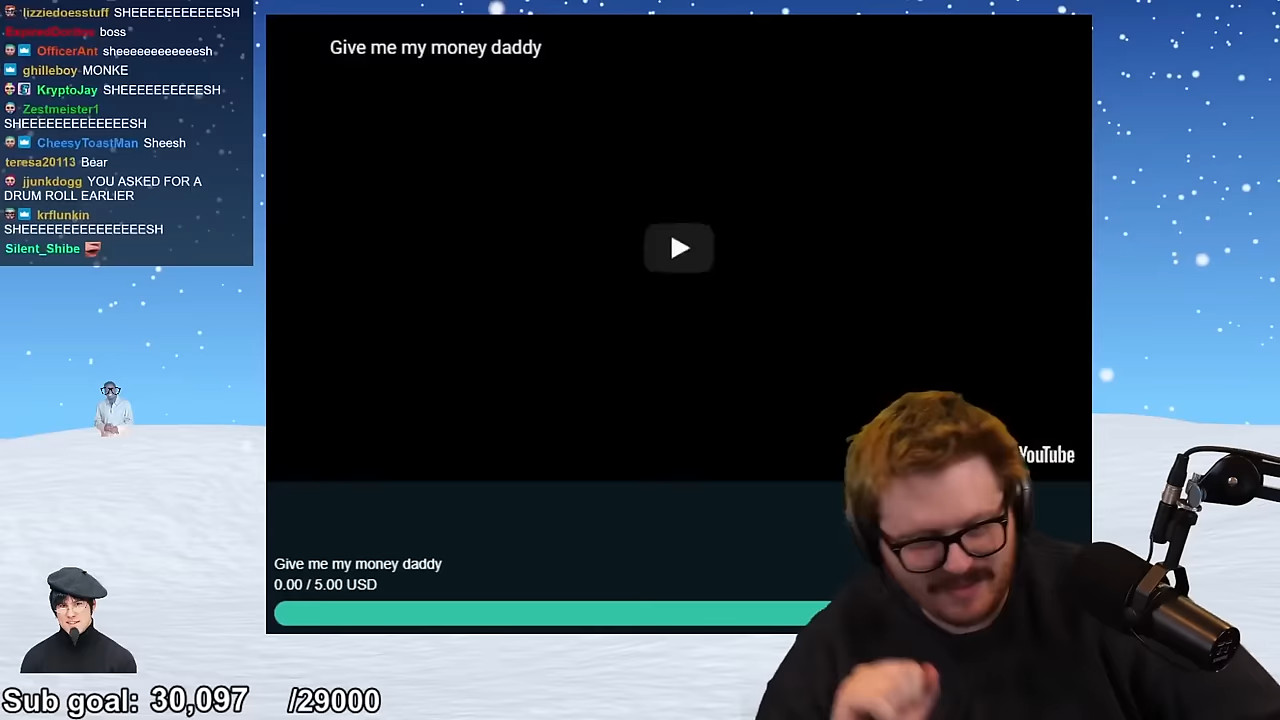 lizziedoesstuff SHEEEEEEEEEEESH
boss
OfficerAnt sheeeeeeeeeeesh
ghilleboy MONKE
KryptoJay SHEEEEEEEEEESH
Zestmeister1
SHEEEEEEEEEEEEESH
CheesyToastMan Sheesh
teresa20113 Bear
jjunkdogg YOU ASKED FOR A
DRUM ROLL EARLIER
krflunkin
SHEEEEEEEEEEEEEEESH
Silent_Shibe
Give me my money daddy
YouTube
Give me my money daddy
0.00 / 5.00 USD
Sub goal: 30,097 /29000